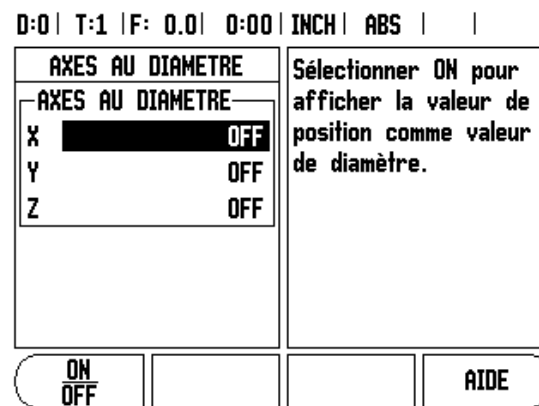 D:0| T:1 |F: 0.0| 0:00| INCH| ABS | |
AXES AU DIAMETRE
AXES AU DIAMETRE
X OFF
Y OFF
Z OFF
Sélectionner ON pour
afficher la valeur de
position comme valeur
de diamètre.
ON
OFF
AIDE